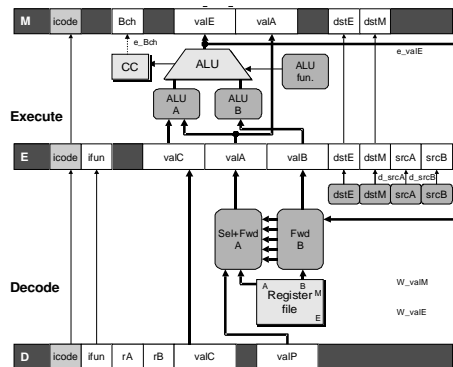 M icode Bch valE valA dstE dstM
e_Bch
e_valE
CC ALU ALU fun.
ALU A ALU B
Execute
E icode ifun valC valA valB dstE dstM srcA srcB
d_srcA d_srcB
dstE dstM srcA srcB
Sel+Fwd A Fwd B
A B
Register file M
E
W_valM
Decode
W_valE
D icode ifun rA rB valC valP